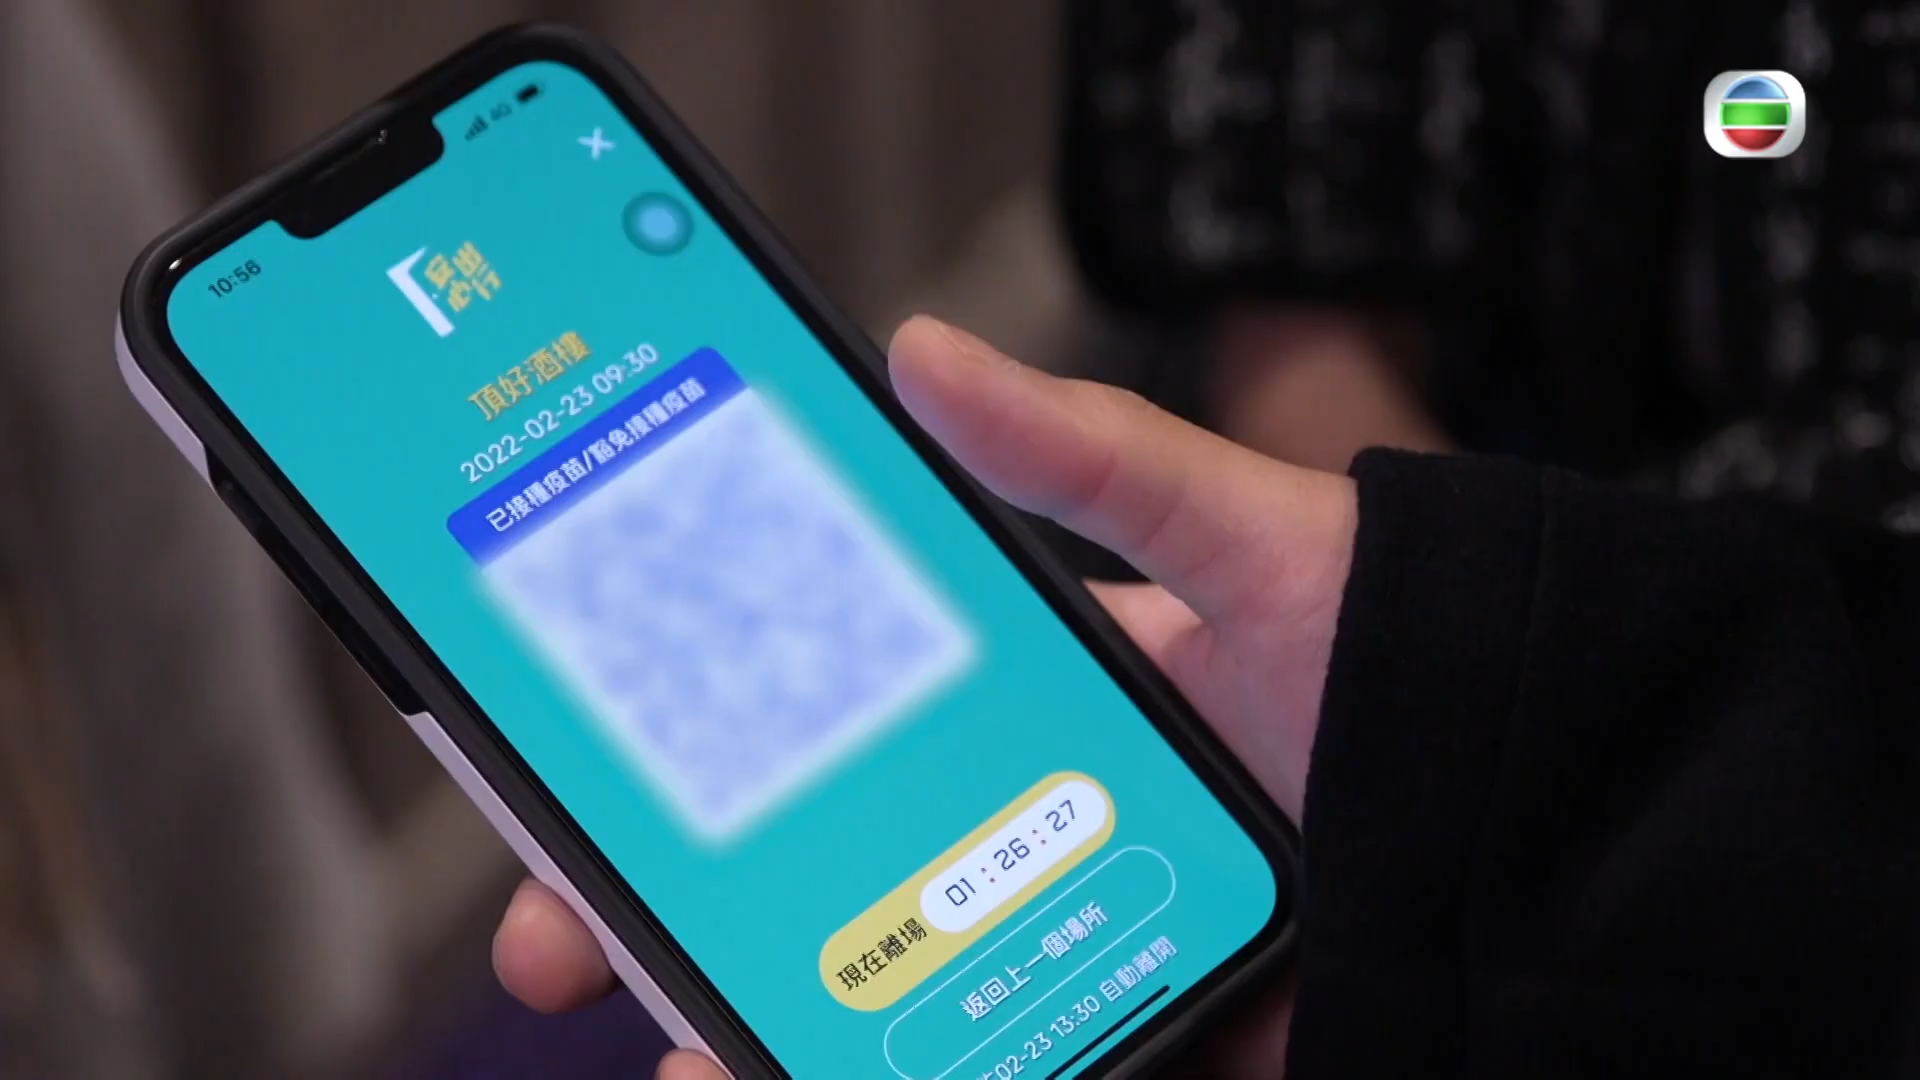 10:56
4G
安心出行
頂好酒樓
2022-02-23 09:30
已接種疫苗/豁免接種疫苗
現在離場 01:26:27
返回上一個場所
02-23 13:30 自動離開